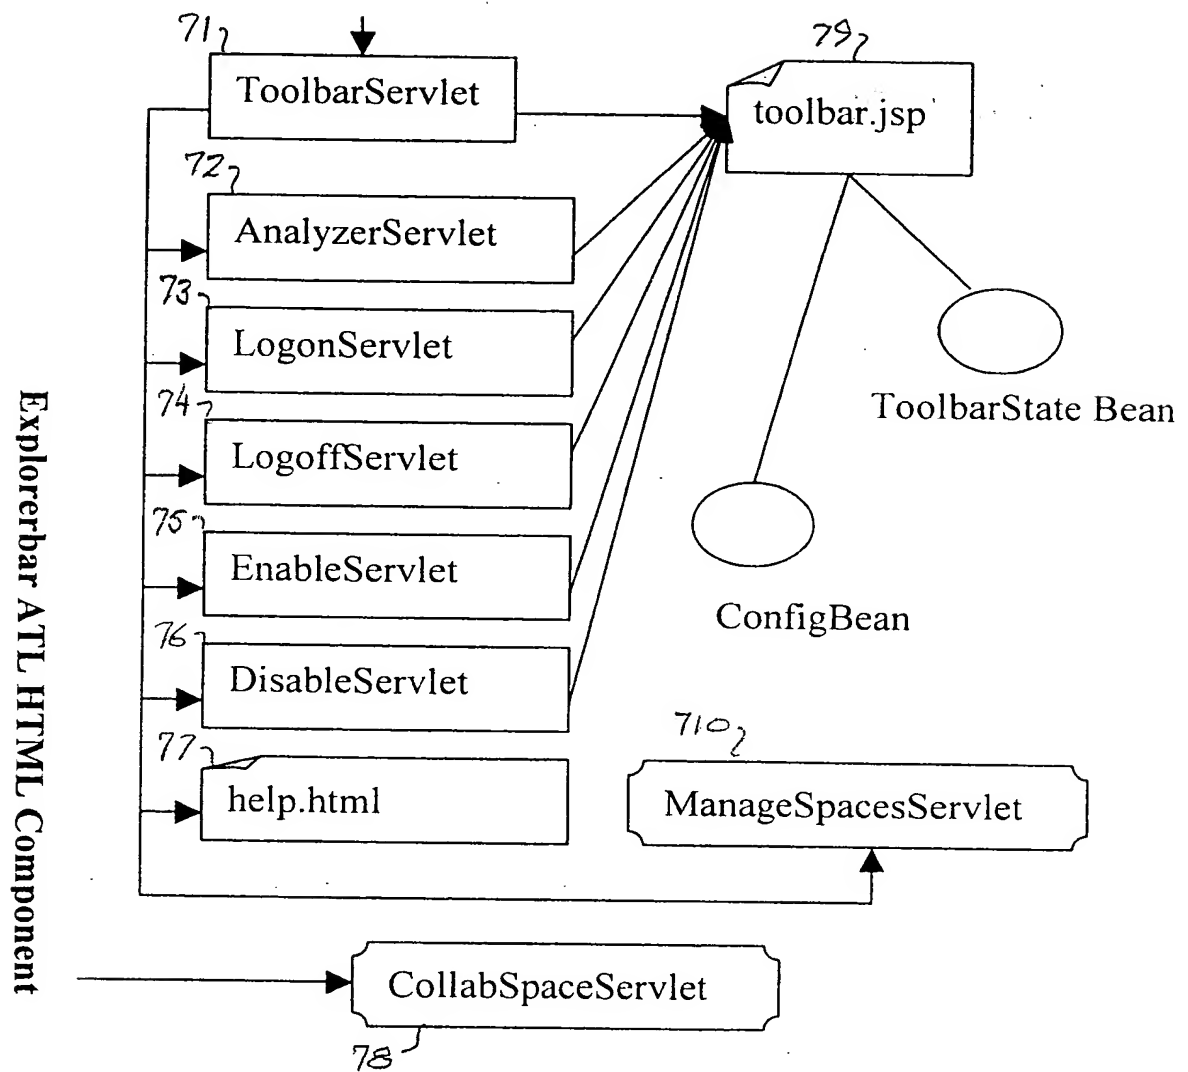 71
ToolbarServlet
79
toolbar.jsp
72
AnalyzerServlet
73
LogonServlet
74
LogoffServlet
75
EnableServlet
76
DisableServlet
77
help.html
ToolbarState Bean
ConfigBean
710
ManageSpacesServlet
CollabSpaceServlet
78
Explorerbar ATL HTML Component